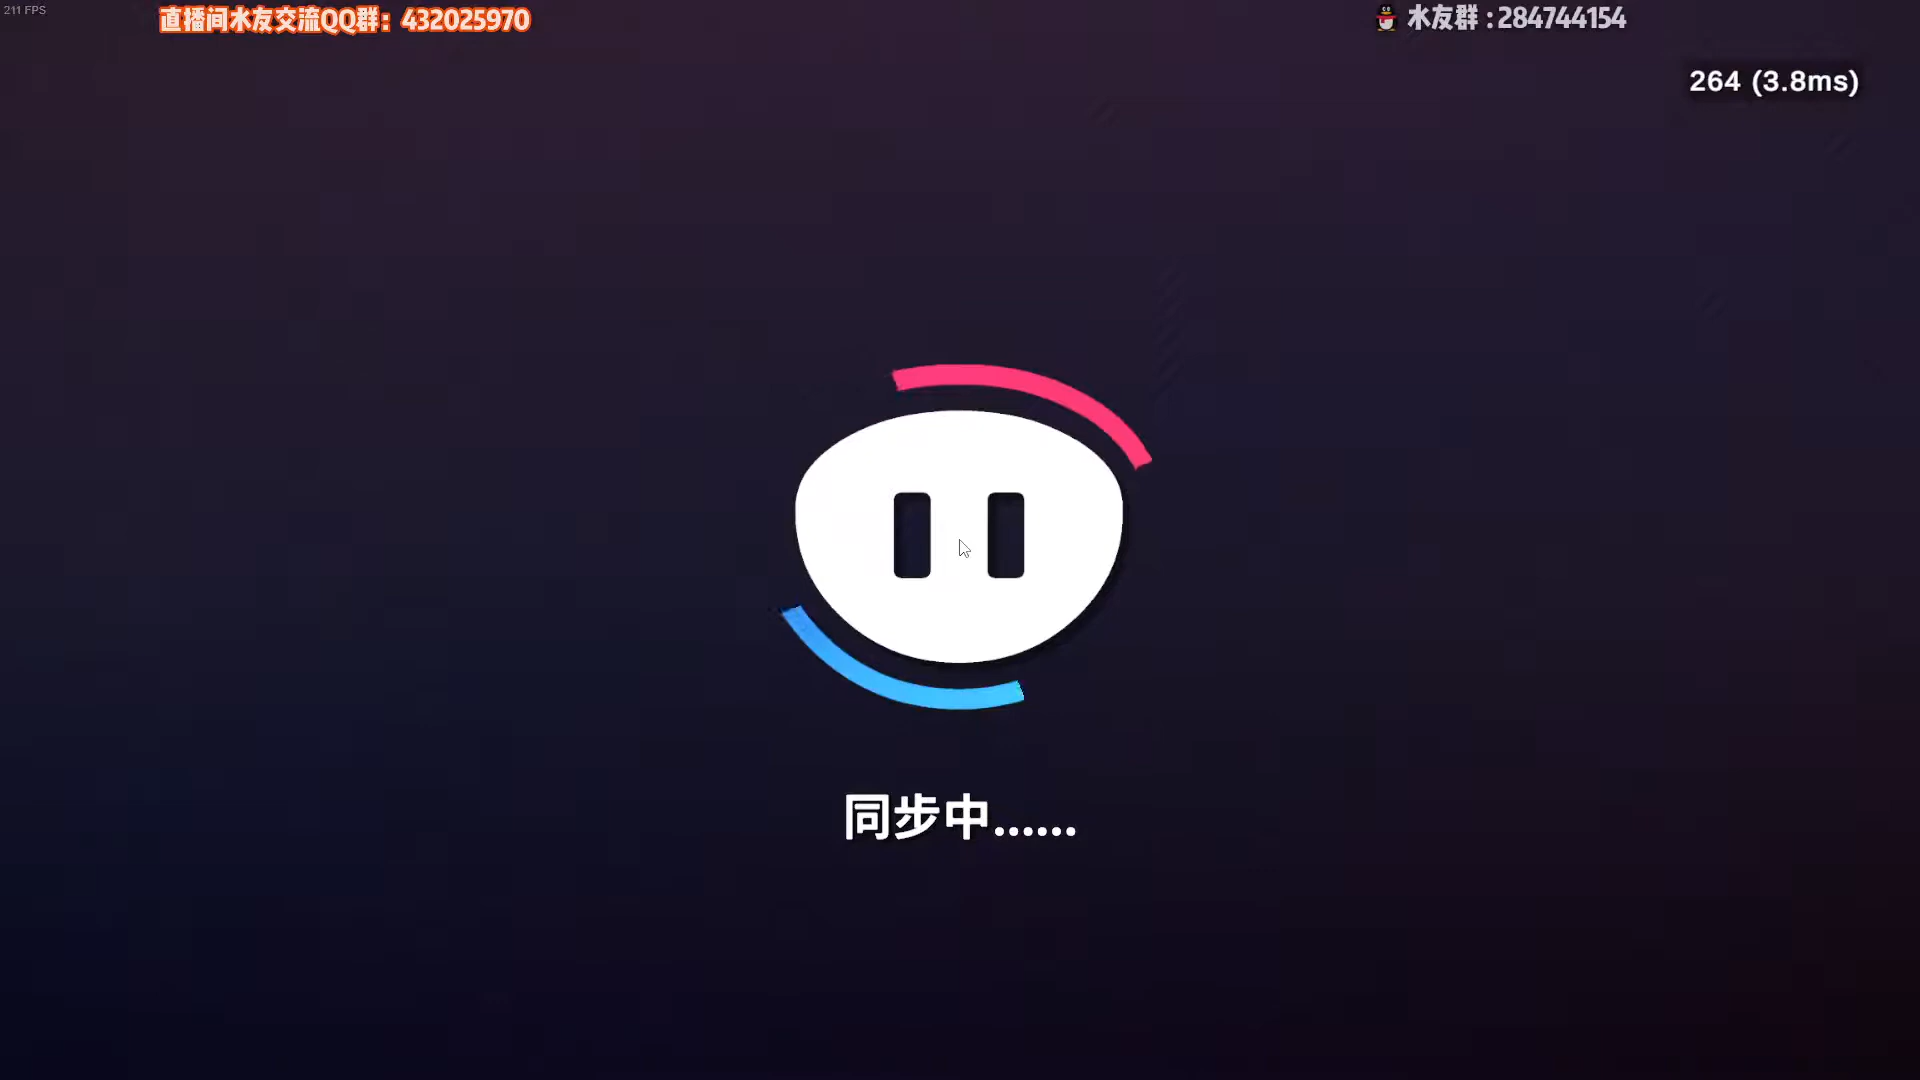 211 FPS
直播间水友交流QQ群：432025970
水友群 :284744154
264 (3.8ms)
同步中......